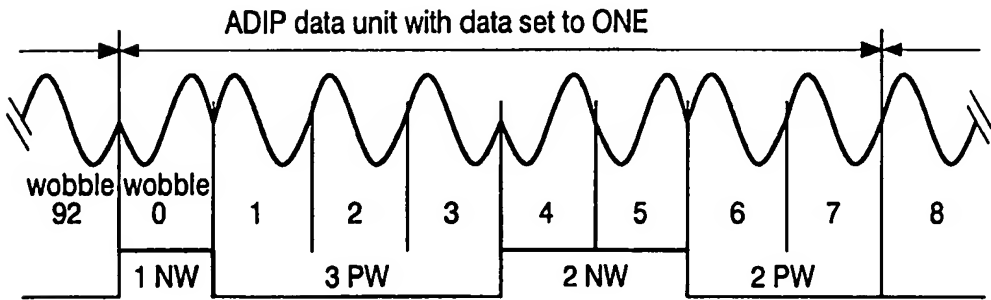 ADIP data unit with data set to ONE
wobble wobble
92 0 1 2 3 4 5 6 7 8
1 NW 3 PW 2 NW 2 PW